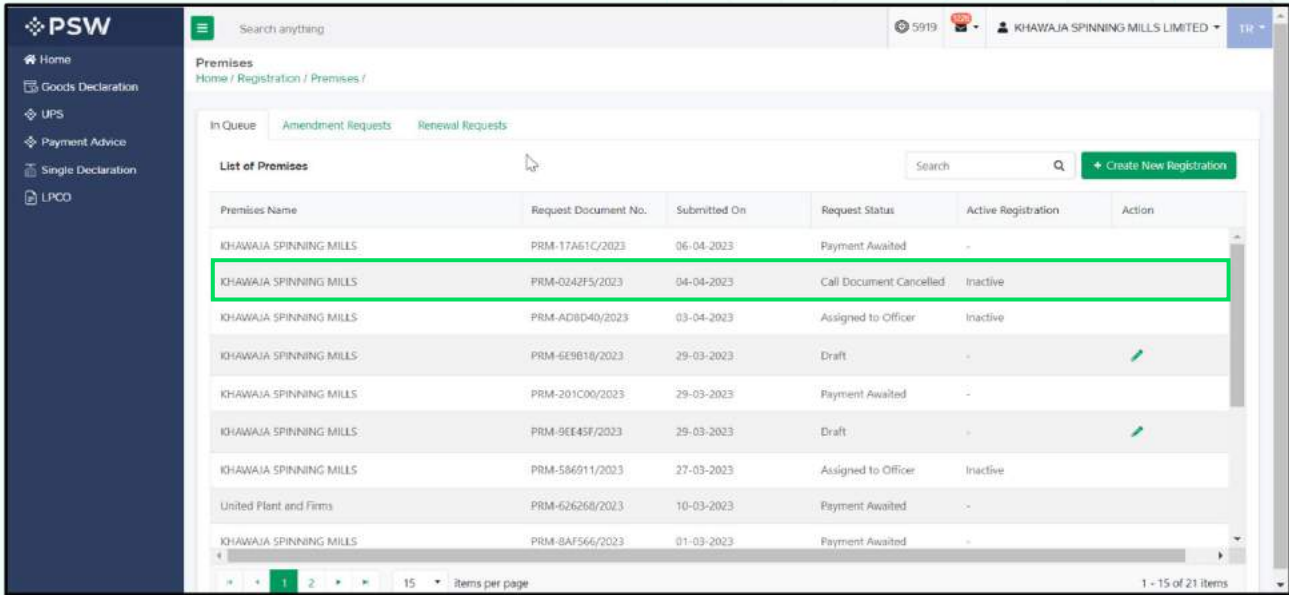 PSW
Search anything
5919
KHAWAJA SPINNING MILLS LIMITED
TR
Home
Goods Declaration
UPS
Payment Advice
Single Declaration
LPCO
Premises
Home / Registration / Premises /
In Queue Amendment Requests Renewal Requests
List of Premises Search + Create New Registration
Premises Name Request Document No. Submitted On Request Status Active Registration Action
KHAWAJA SPINNING MILLS PRM-17A61C/2023 06-04-2023 Payment Awaited -
KHAWAJA SPINNING MILLS PRM-0242F5/2023 04-04-2023 Call Document Cancelled Inactive
KHAWAJA SPINNING MILLS PRM-AD8D40/2023 03-04-2023 Assigned to Officer Inactive
KHAWAJA SPINNING MILLS PRM-6E9B18/2023 29-03-2023 Draft -
KHAWAJA SPINNING MILLS PRM-201C00/2023 29-03-2023 Payment Awaited -
KHAWAJA SPINNING MILLS PRM-9EE45F/2023 29-03-2023 Draft -
KHAWAJA SPINNING MILLS PRM-586911/2023 27-03-2023 Assigned to Officer Inactive
United Plant and Firms PRM-626268/2023 10-03-2023 Payment Awaited -
KHAWAJA SPINNING MILLS PRM-8AF566/2023 01-03-2023 Payment Awaited -
1 2 15 items per page 1 - 15 of 21 items